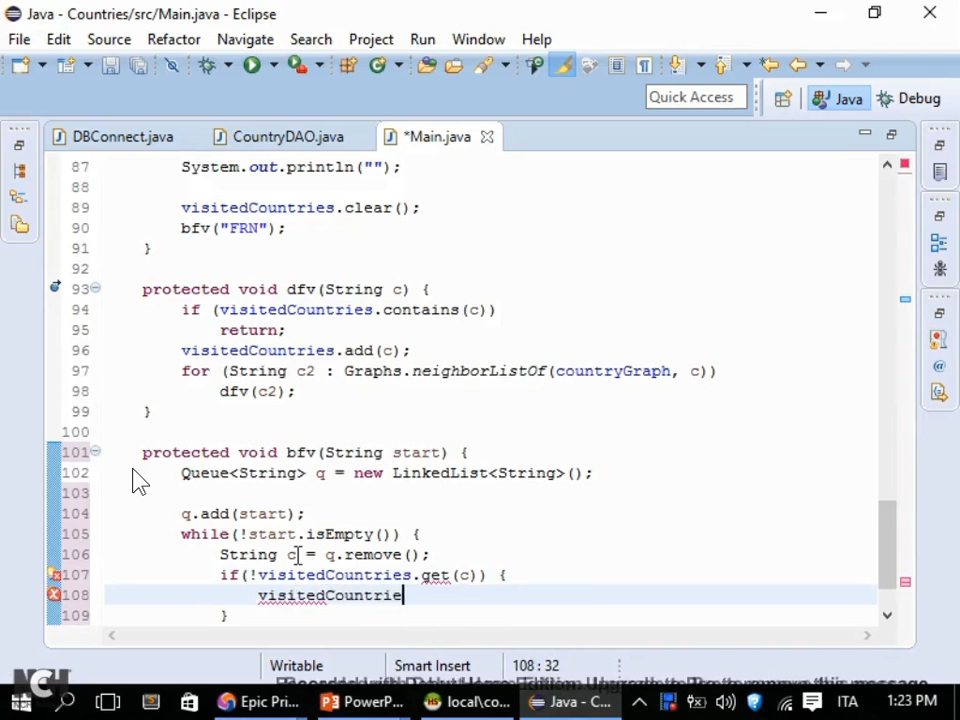 Java - Countries/src/Main.java - Eclipse
File Edit Source Refactor Navigate Search Project Run Window Help
Quick Access Java Debug
DBConnect.java CountryDAO.java *Main.java
87 System.out.println("");
88
89 visitedCountries.clear();
90 bfv("FRN");
91 }
92
93 protected void dfv(String c) {
94 if (visitedCountries.contains(c))
95 return;
96 visitedCountries.add(c);
97 for (String c2 : Graphs.neighborListOf(countryGraph, c))
98 dfv(c2);
99 }
100
101 protected void bfv(String start) {
102 Queue<String> q = new LinkedList<String>();
103
104 q.add(start);
105 while(!start.isEmpty()) {
106 String c = q.remove();
107 if(!visitedCountries.get(c)) {
108 visitedCountrie
109 }
Writable Smart Insert 108 : 32
NCH
Epic Pri... PowerP... local\co... Java - C... ITA 1:23 PM